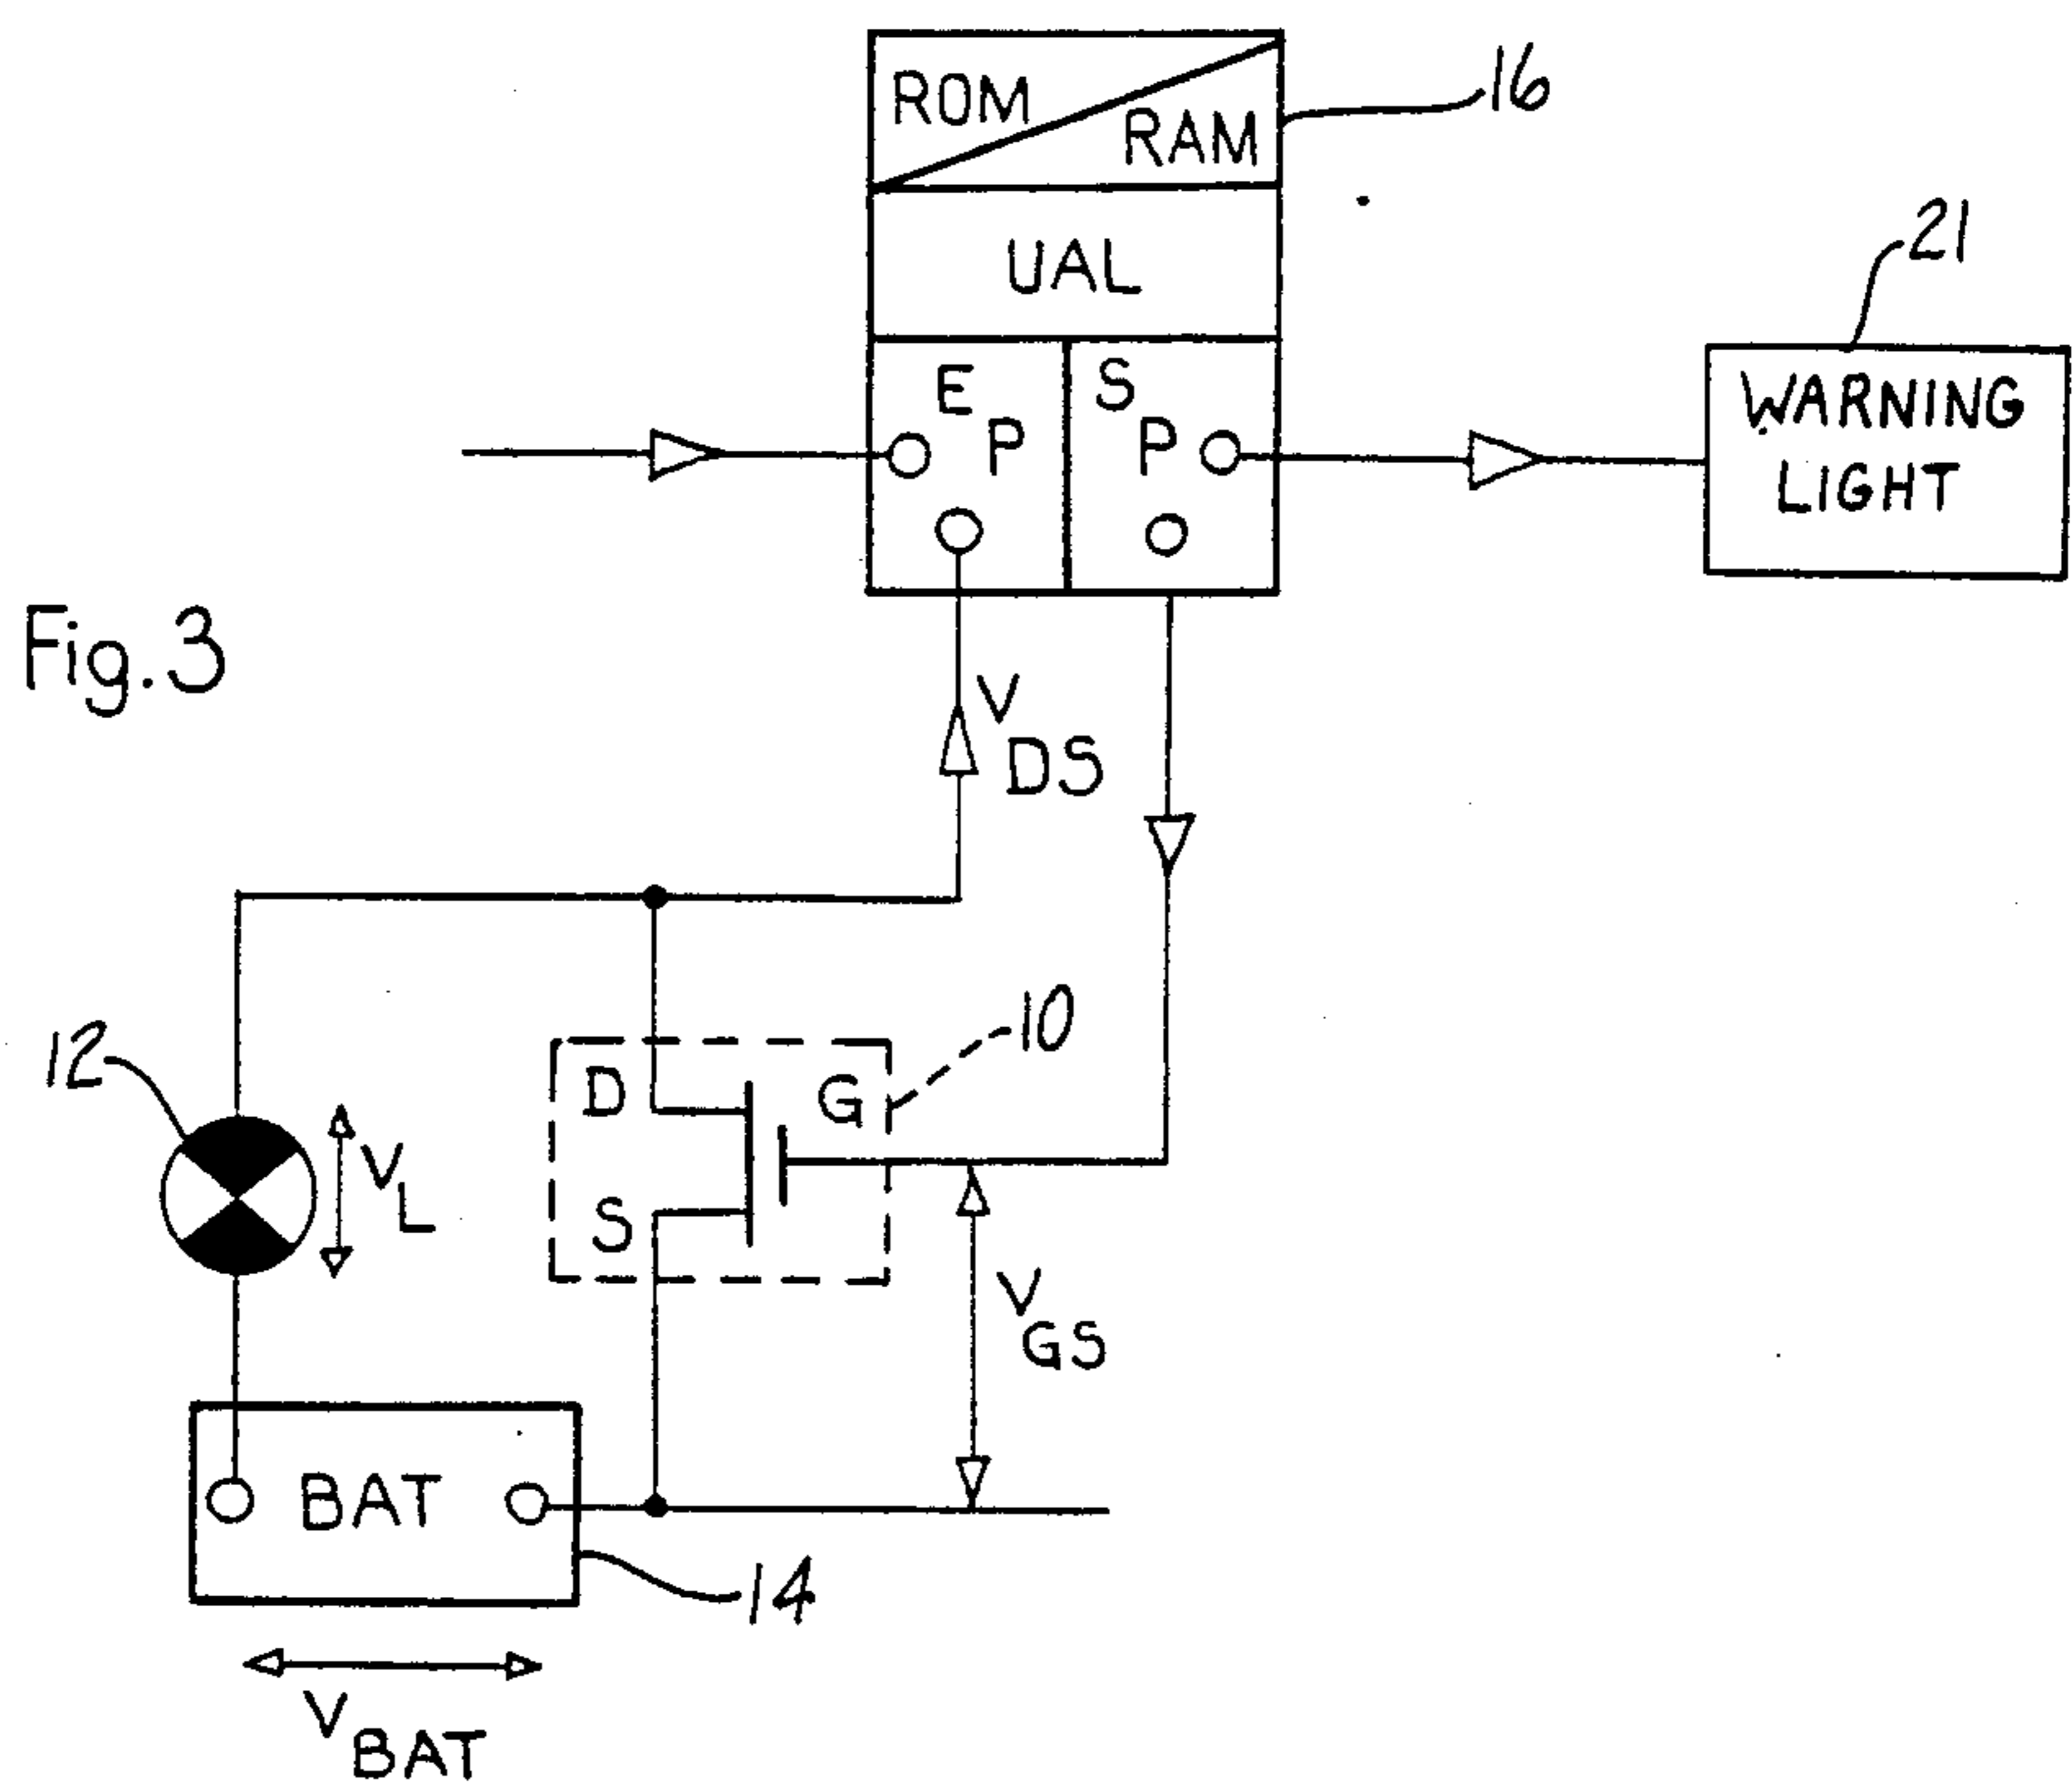 ROM
RAM
16
UAL
21
E
P
S
P
WARNING
LIGHT
Fig.3
V
DS
12
10
D
G
V
L
S
V
GS
BAT
14
V
BAT